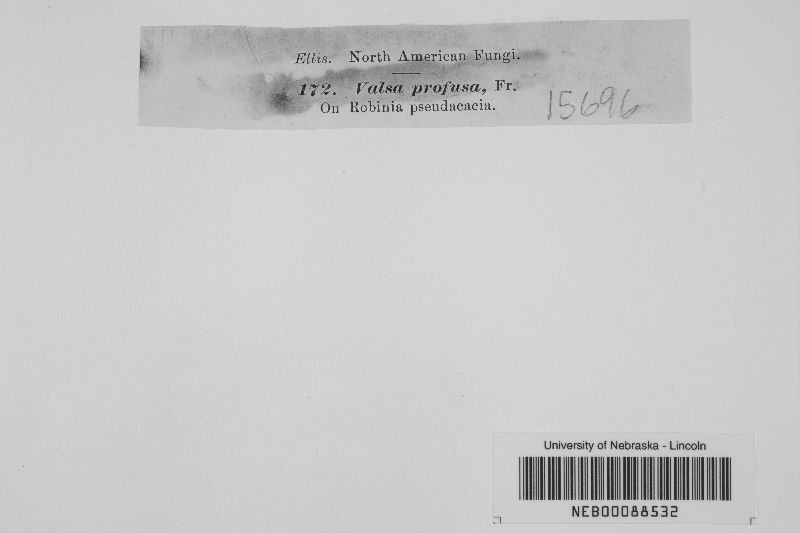 Ellis. North American Fungi.
172. Valsa profusa, Fr.
On Robinia pseudacacia.
15696
University of Nebraska - Lincoln
NEB00088532